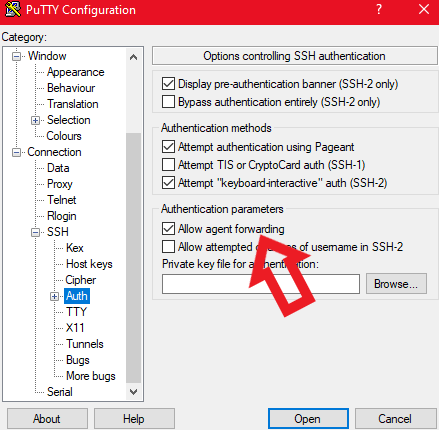 PuTTY Configuration
?
Category:
Window
Appearance
Behaviour
Translation
Selection
Colours
Connection
Data
Proxy
Telnet
Rlogin
SSH
Kex
Host keys
Cipher
Auth
TTY
X11
Tunnels
Bugs
More bugs
Serial
Options controlling SSH authentication
Display pre-authentication banner (SSH-2 only)
Bypass authentication entirely (SSH-2 only)
Authentication methods
Attempt authentication using Pageant
Attempt TIS or CryptoCard auth (SSH-1)
Attempt "keyboard-interactive" auth (SSH-2)
Authentication parameters
Allow agent forwarding
Allow attempted of username in SSH-2
Private key file for authentication:
Browse...
About
Help
Open
Cancel